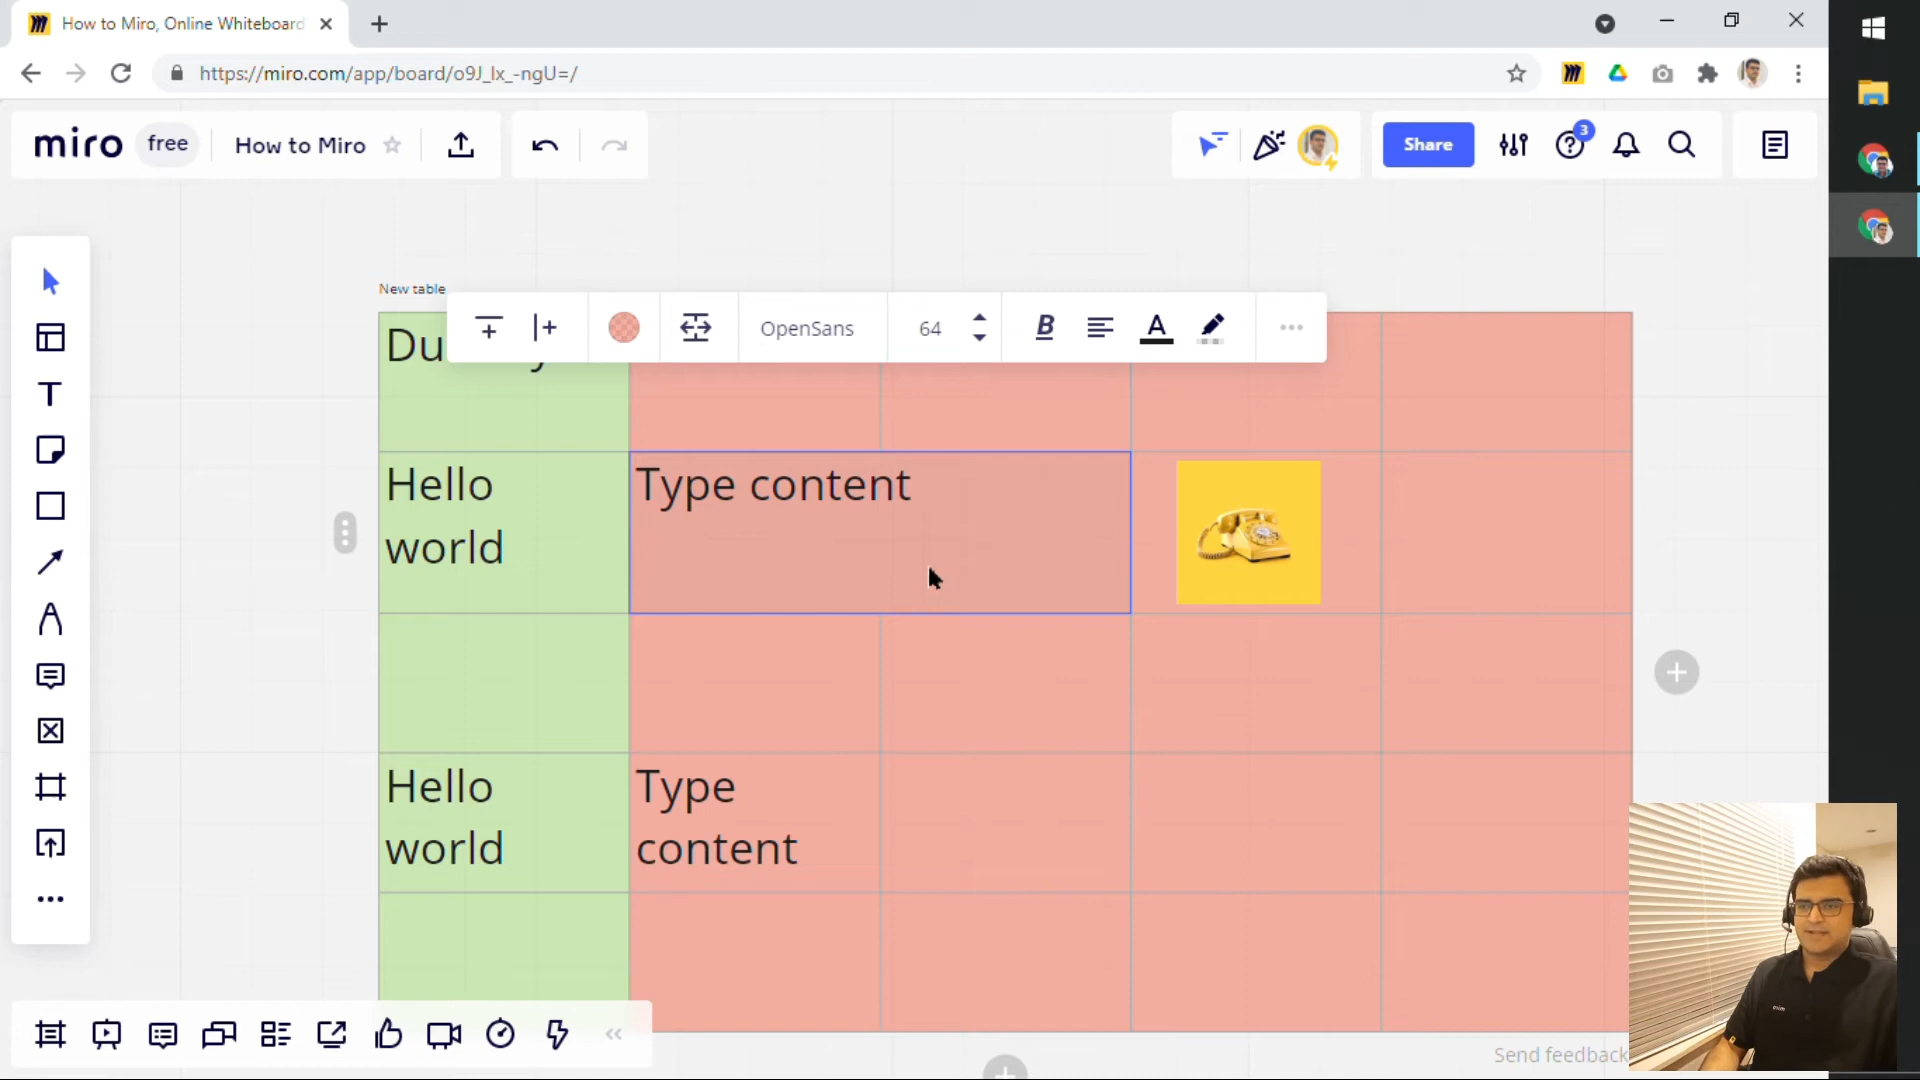 How to Miro, Online Whiteboard
https://miro.com/app/board/o9J_lx_-ngU=/
miro free How to Miro
Share
3
New table
OpenSans 64 B A
Hello
world
Type content
Hello
world
Type
content
Send feedback